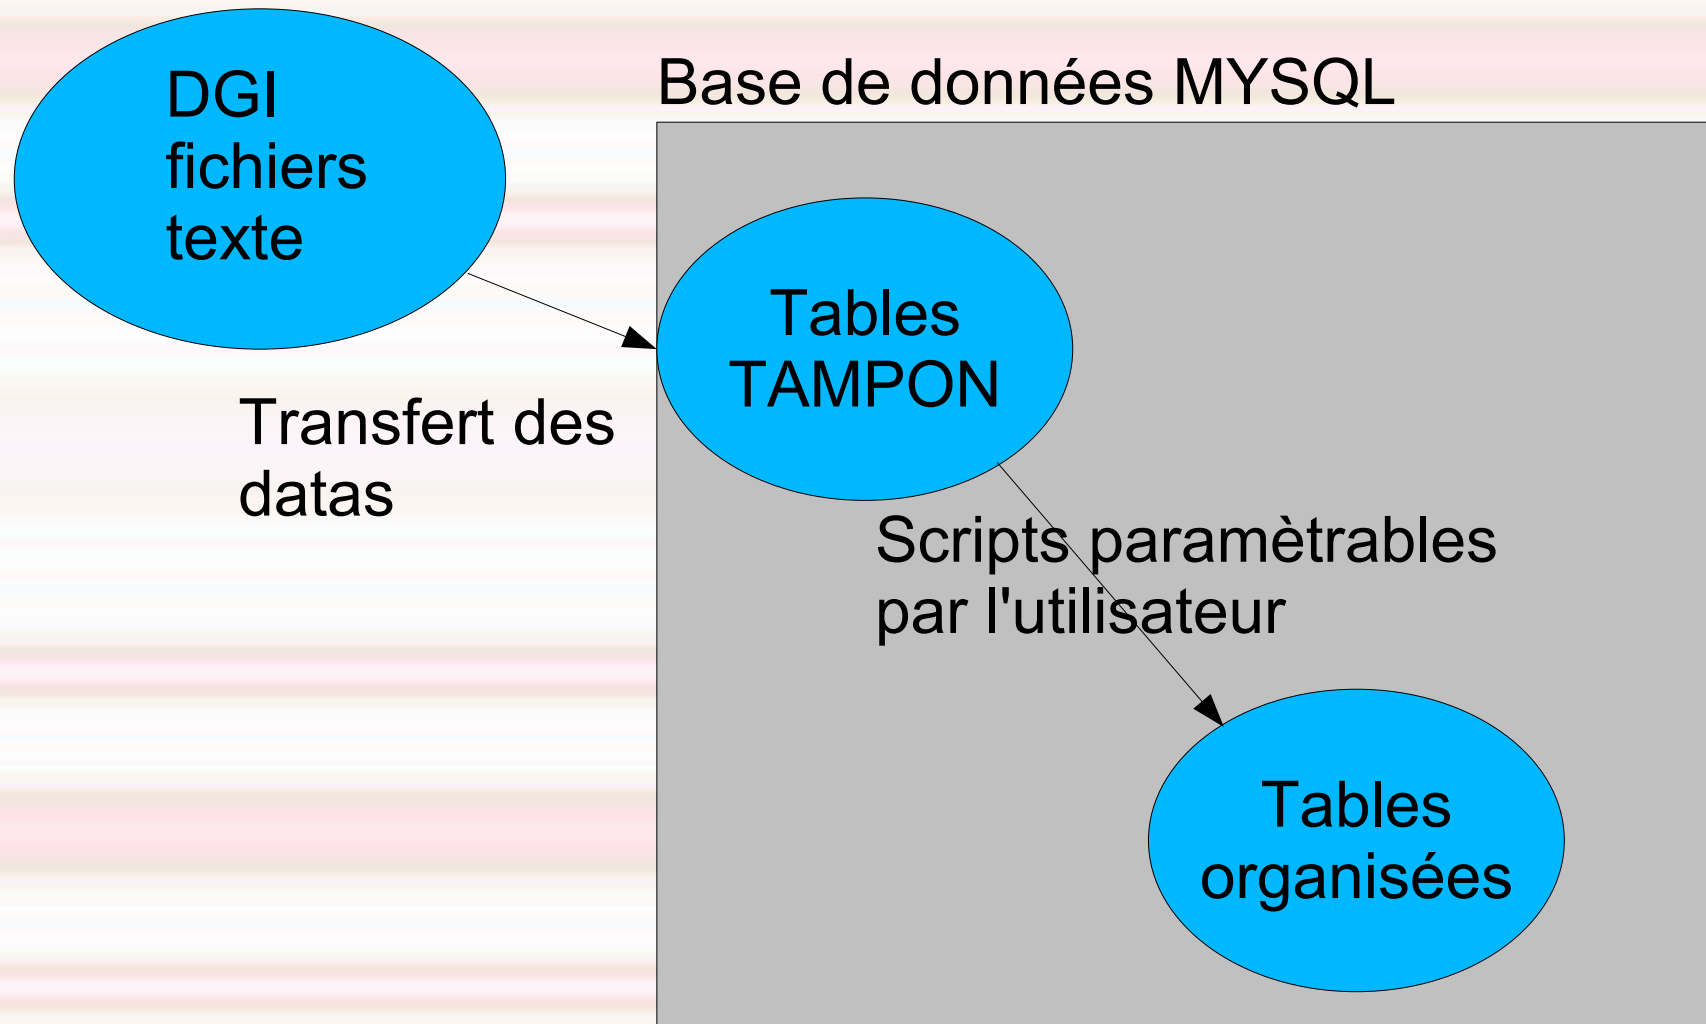 DGI
fichiers
texte
Base de données MYSQL
Tables
TAMPON
Transfert des
datas
Scripts paramètrables
par l'utilisateur
Tables
organisées